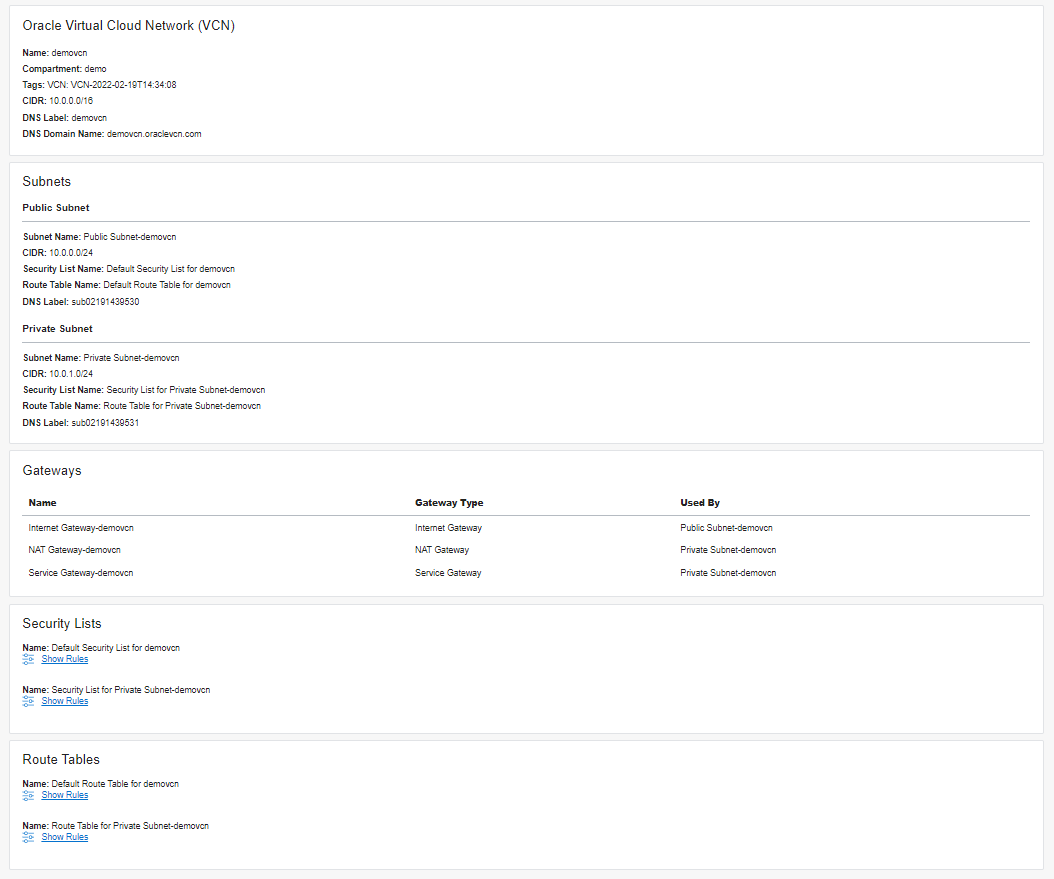 Oracle Virtual Cloud Network (VCN)
Name: demovcn
Compartment: demo
Tags: VCN: VCN-2022-02-19T14:34:08
CIDR: 10.0.0.0/16
DNS Label: demovcn
DNS Domain Name: demovcn.oraclevcn.com
Subnets
Public Subnet
Subnet Name: Public Subnet-demovcn
CIDR: 10.0.0.0/24
Security List Name: Default Security List for demovcn
Route Table Name: Default Route Table for demovcn
DNS Label: sub02191439530
Private Subnet
Subnet Name: Private Subnet-demovcn
CIDR: 10.0.1.0/24
Security List Name: Security List for Private Subnet-demovcn
Route Table Name: Route Table for Private Subnet-demovcn
DNS Label: sub02191439531
Gateways
Name Gateway Type Used By
Internet Gateway-demovcn Internet Gateway Public Subnet-demovcn
NAT Gateway-demovcn NAT Gateway Private Subnet-demovcn
Service Gateway-demovcn Service Gateway Private Subnet-demovcn
Security Lists
Name: Default Security List for demovcn
Show Rules
Name: Security List for Private Subnet-demovcn
Show Rules
Route Tables
Name: Default Route Table for demovcn
Show Rules
Name: Route Table for Private Subnet-demovcn
Show Rules